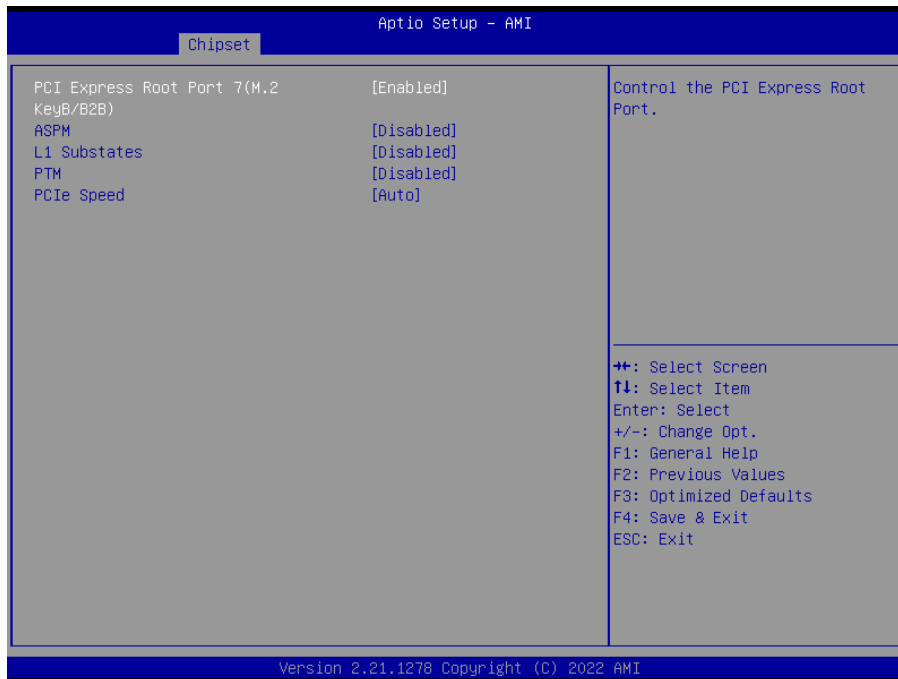 Aptio Setup – AMI
Chipset
PCI Express Root Port 7(M.2 [Enabled]
KeyB/B2B)
ASPM [Disabled]
L1 Substates [Disabled]
PTM [Disabled]
PCIe Speed [Auto]
Control the PCI Express Root
Port.
→←: Select Screen
↑↓: Select Item
Enter: Select
+/-: Change Opt.
F1: General Help
F2: Previous Values
F3: Optimized Defaults
F4: Save & Exit
ESC: Exit
Version 2.21.1278 Copyright (C) 2022 AMI